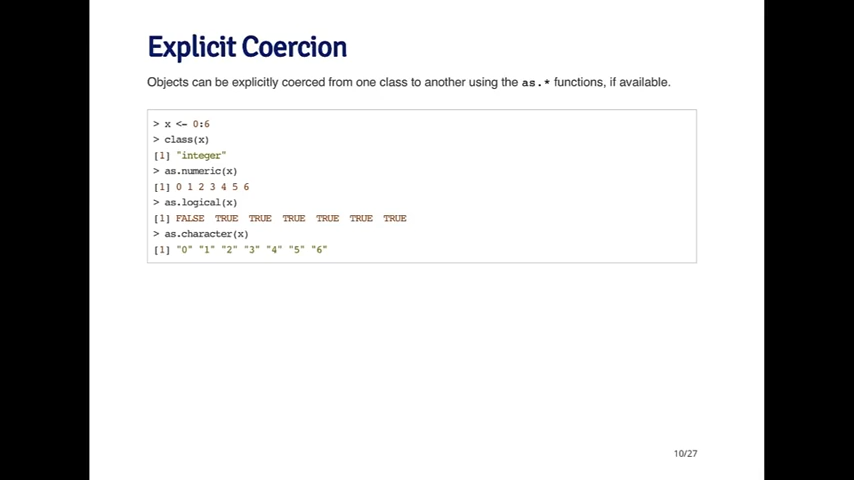 Explicit Coercion
Objects can be explicitly coerced from one class to another using the as.* functions, if available.
> x <- 0:6
> class(x)
[1] "integer"
> as.numeric(x)
[1] 0 1 2 3 4 5 6
> as.logical(x)
[1] FALSE  TRUE  TRUE  TRUE  TRUE  TRUE  TRUE
> as.character(x)
[1] "0" "1" "2" "3" "4" "5" "6"
10/27